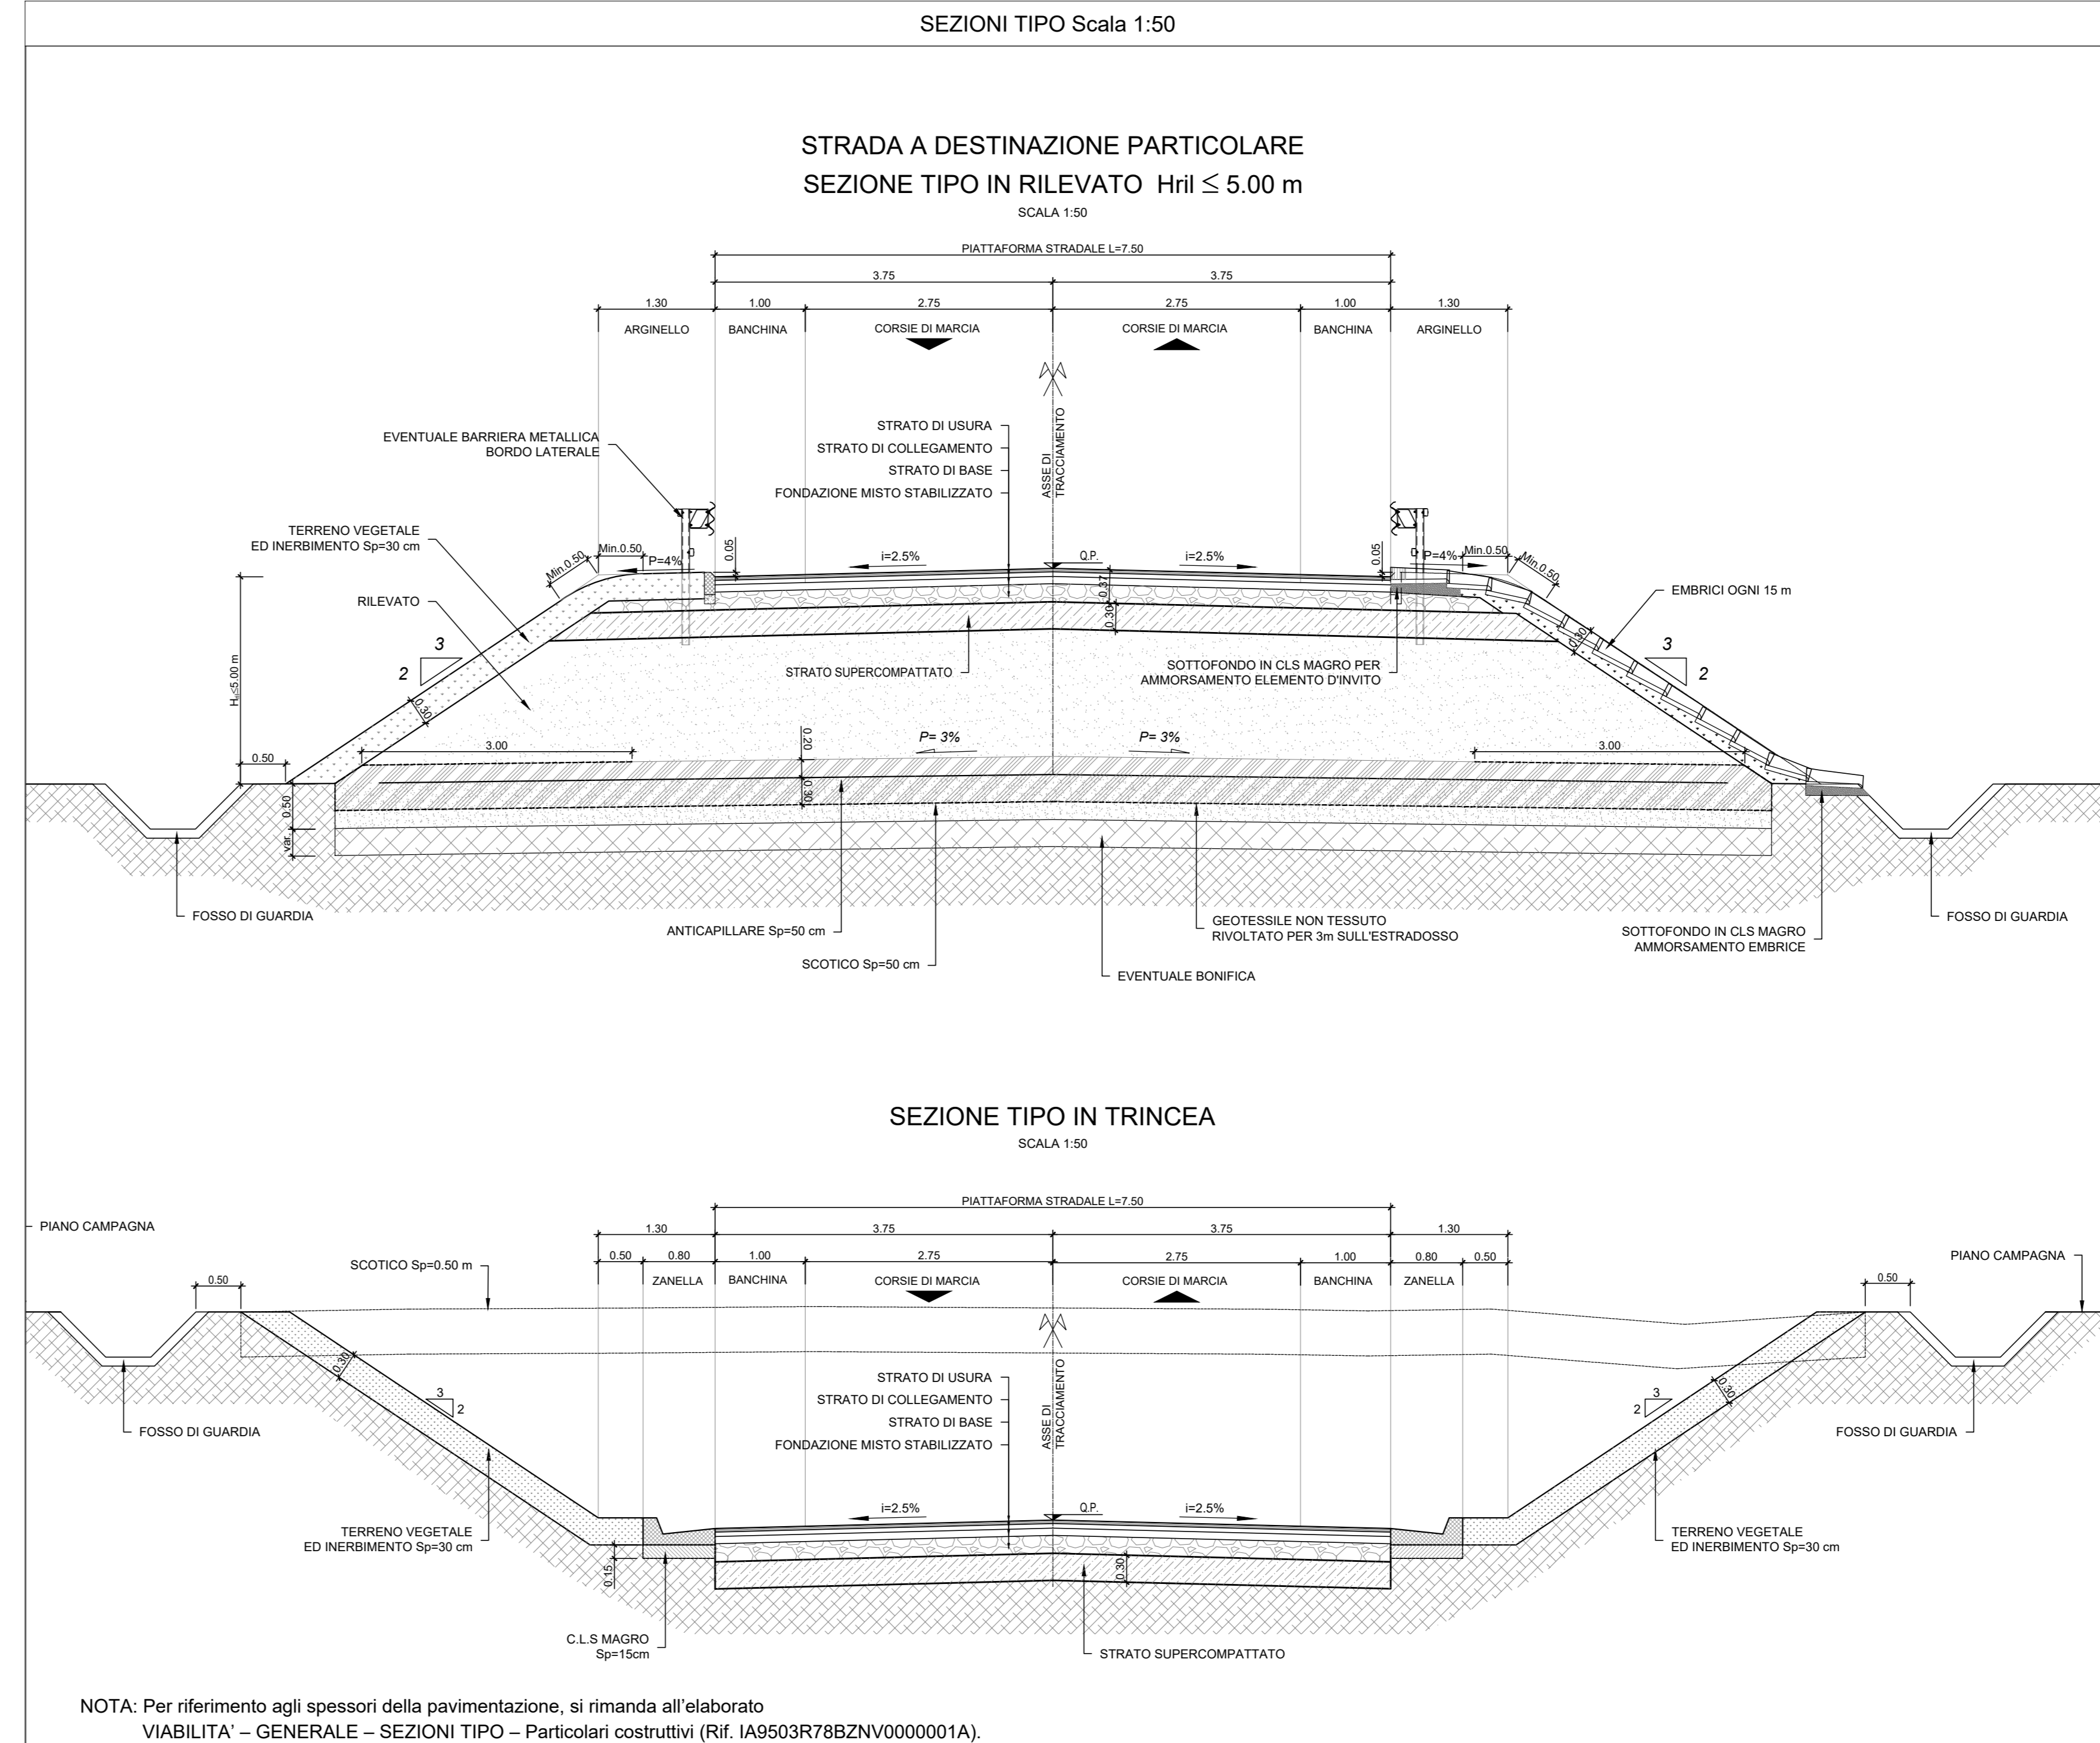 SEZIONI TIPO Scala 1:50
STRADA A DESTINAZIONE PARTICOLARE
SEZIONE TIPO IN RILEVATO Hril ≤ 5.00 m
SCALA 1:50
PIATTAFORMA STRADALE L=7.50
3.75 3.75
1.30 1.00 2.75 2.75 1.00 1.30
ARGINELLO BANCHINA CORSIE DI MARCIA CORSIE DI MARCIA BANCHINA ARGINELLO
ASSE DI
TRACCIAMENTO
STRATO DI USURA
STRATO DI COLLEGAMENTO
STRATO DI BASE
FONDAZIONE MISTO STABILIZZATO
EVENTUALE BARRIERA METALLICA
BORDO LATERALE
TERRENO VEGETALE
ED INERBIMENTO Sp=30 cm
RILEVATO
Min.0.50 Min.0.50 P=4% 0.05 i=2.5% Q.P. i=2.5% 0.05 P=4% Min.0.50 Min.0.50
0.37
0.30
EMBRICI OGNI 15 m
3
2
3
2
0.30
STRATO SUPERCOMPATTATO
SOTTOFONDO IN CLS MAGRO PER
AMMORSAMENTO ELEMENTO D'INVITO
H≤5.00 m
0.30
0.50
3.00 0.20 P= 3% P= 3% 3.00
0.30
0.50
var.
FOSSO DI GUARDIA
ANTICAPILLARE Sp=50 cm
SCOTICO Sp=50 cm
GEOTESSILE NON TESSUTO
RIVOLTATO PER 3m SULL'ESTRADOSSO
EVENTUALE BONIFICA
SOTTOFONDO IN CLS MAGRO
AMMORSAMENTO EMBRICE
FOSSO DI GUARDIA
SEZIONE TIPO IN TRINCEA
SCALA 1:50
PIATTAFORMA STRADALE L=7.50
1.30 3.75 3.75 1.30
0.50 0.80 1.00 2.75 2.75 1.00 0.80 0.50
ZANELLA BANCHINA CORSIE DI MARCIA CORSIE DI MARCIA BANCHINA ZANELLA
PIANO CAMPAGNA
SCOTICO Sp=0.50 m
0.50
PIANO CAMPAGNA
0.50
ASSE DI
TRACCIAMENTO
STRATO DI USURA
STRATO DI COLLEGAMENTO
STRATO DI BASE
FONDAZIONE MISTO STABILIZZATO
0.30
3
2
3
2
0.30
FOSSO DI GUARDIA
FOSSO DI GUARDIA
i=2.5% Q.P. i=2.5%
TERRENO VEGETALE
ED INERBIMENTO Sp=30 cm
TERRENO VEGETALE
ED INERBIMENTO Sp=30 cm
0.15
0.30
C.L.S MAGRO
Sp=15cm
STRATO SUPERCOMPATTATO
NOTA: Per riferimento agli spessori della pavimentazione, si rimanda all'elaborato
VIABILITA' – GENERALE – SEZIONI TIPO – Particolari costruttivi (Rif. IA9503R78BZNV0000001A).